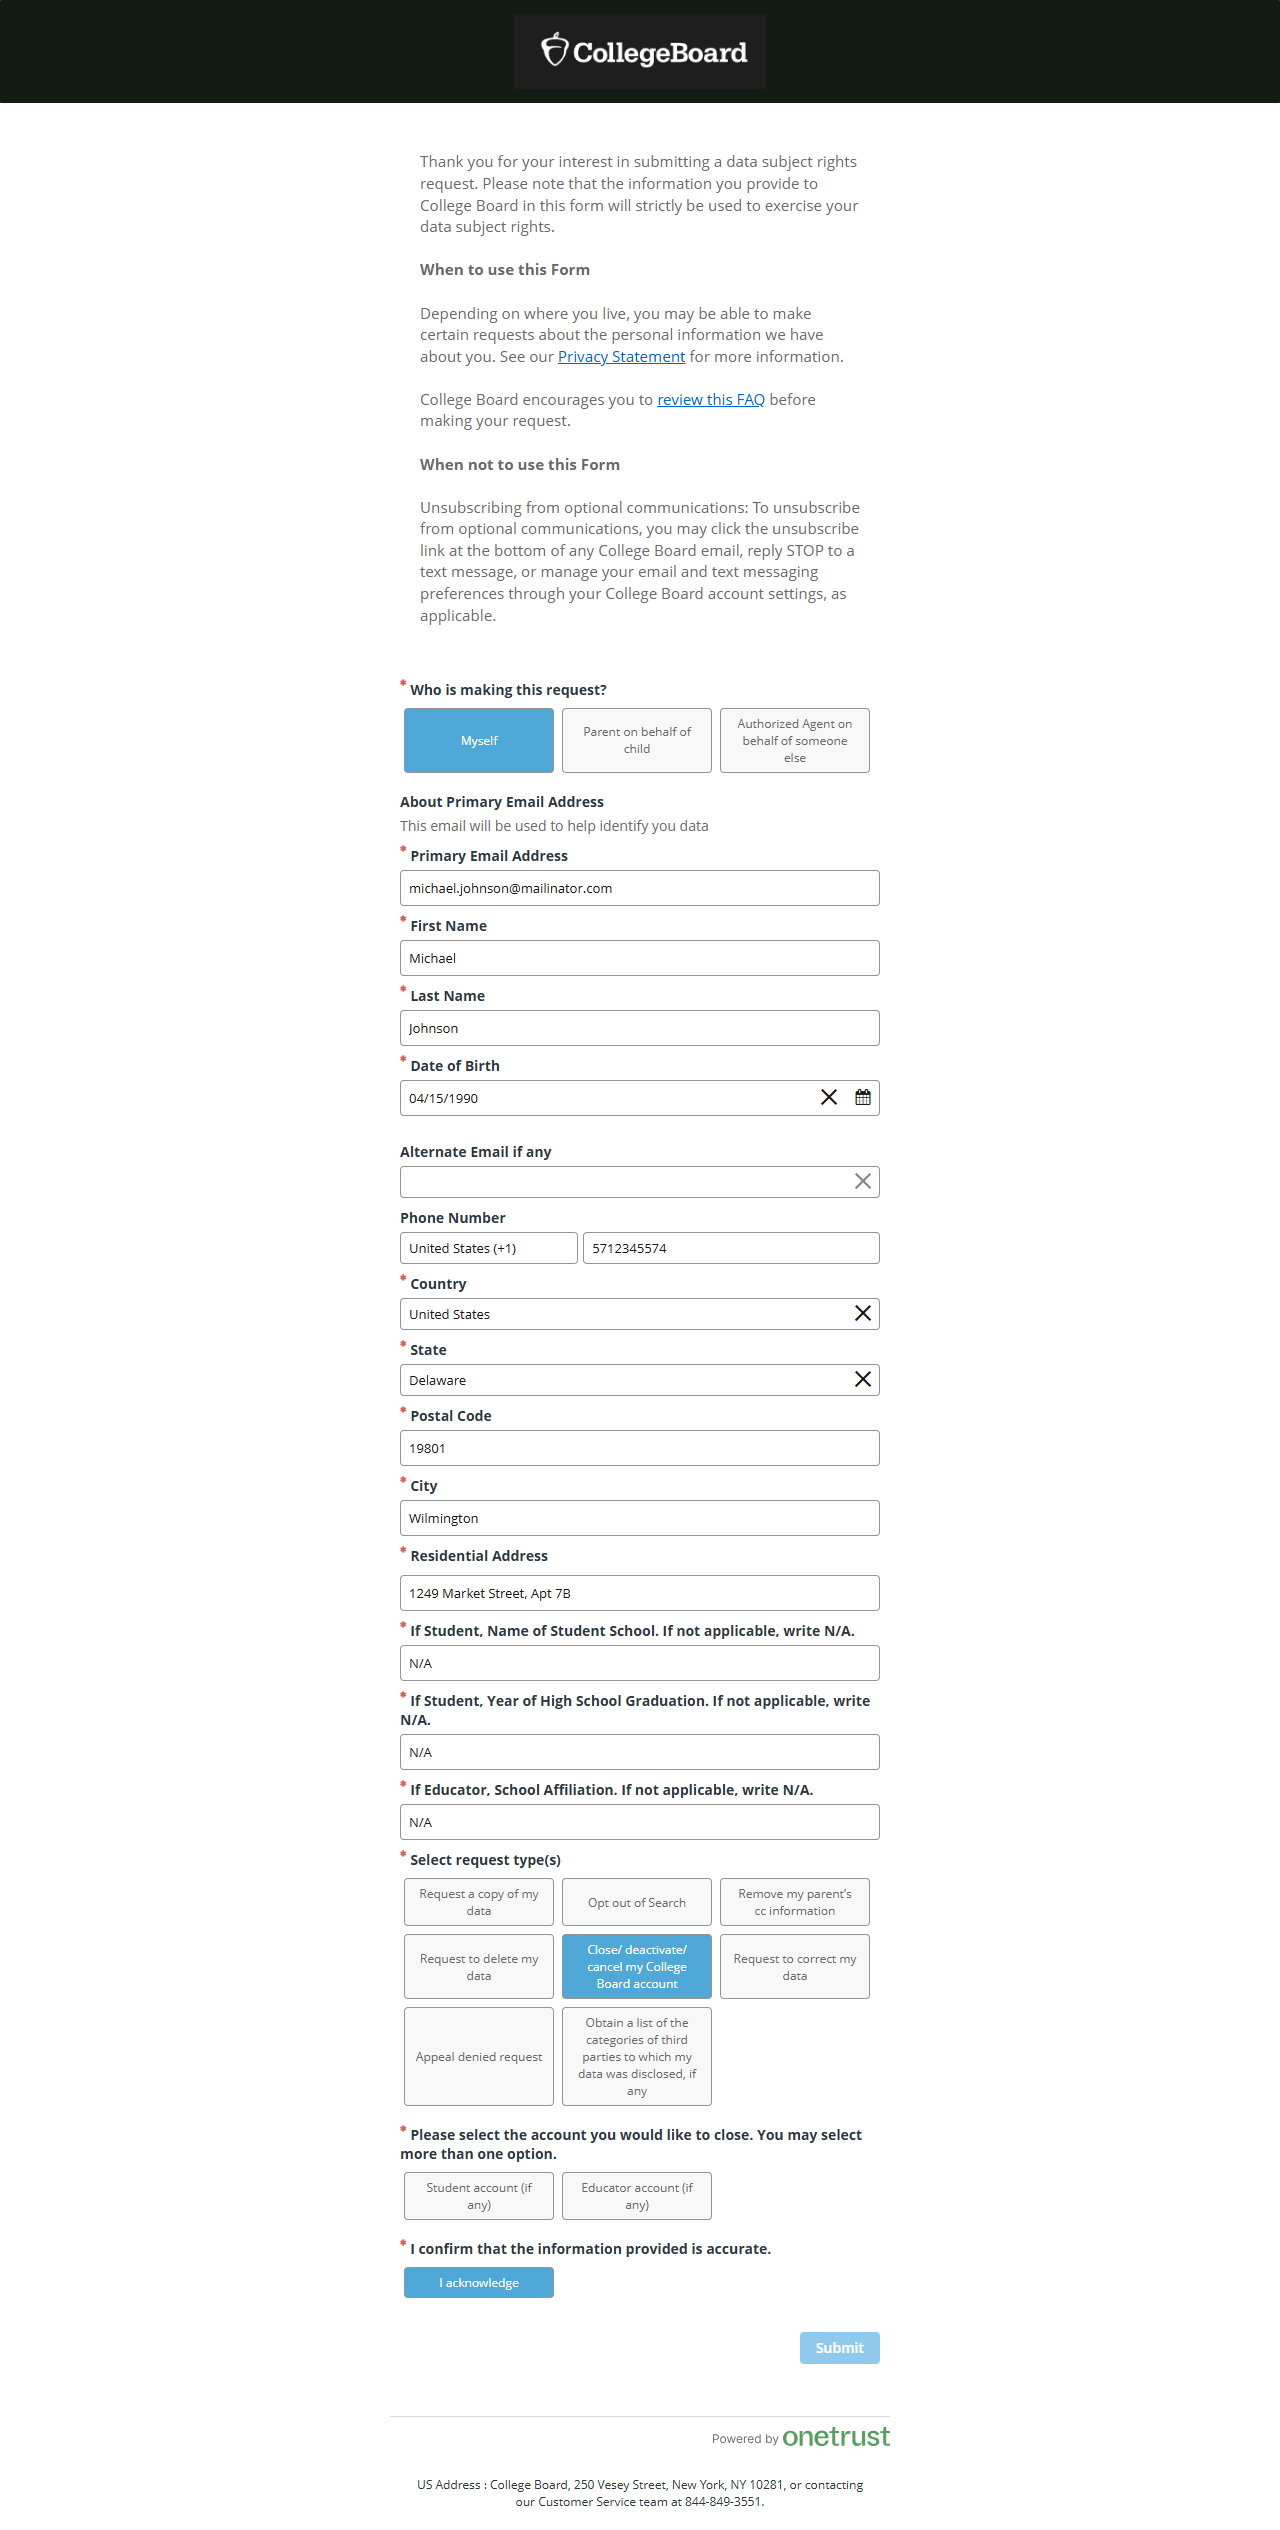 CollegeBoard
Thank you for your interest in submitting a data subject rights
request. Please note that the information you provide to
College Board in this form will strictly be used to exercise your
data subject rights.
When to use this Form
Depending on where you live, you may be able to make
certain requests about the personal information we have
about you. See our Privacy Statement for more information.
College Board encourages you to review this FAQ before
making your request.
When not to use this Form
Unsubscribing from optional communications: To unsubscribe
from optional communications, you may click the unsubscribe
link at the bottom of any College Board email, reply STOP to a
text message, or manage your email and text messaging
preferences through your College Board account settings, as
applicable.
* Who is making this request?
Myself
Parent on behalf of
child
Authorized Agent on
behalf of someone
else
About Primary Email Address
This email will be used to help identify you data
* Primary Email Address
michael.johnson@mailinator.com
* First Name
Michael
* Last Name
Johnson
* Date of Birth
04/15/1990
Alternate Email if any
Phone Number
United States (+1) 5712345574
* Country
United States
* State
Delaware
* Postal Code
19801
* City
Wilmington
* Residential Address
1249 Market Street, Apt 7B
* If Student, Name of Student School. If not applicable, write N/A.
N/A
* If Student, Year of High School Graduation. If not applicable, write
N/A.
N/A
* If Educator, School Affiliation. If not applicable, write N/A.
N/A
* Select request type(s)
Request a copy of my
data
Opt out of Search
Remove my parent's
cc information
Request to delete my
data
Close/ deactivate/
cancel my College
Board account
Request to correct my
data
Appeal denied request
Obtain a list of the
categories of third
parties to which my
data was disclosed, if
any
* Please select the account you would like to close. You may select
more than one option.
Student account (if
any)
Educator account (if
any)
* I confirm that the information provided is accurate.
I acknowledge
Submit
Powered by onetrust
US Address : College Board, 250 Vesey Street, New York, NY 10281, or contacting
our Customer Service team at 844-849-3551.